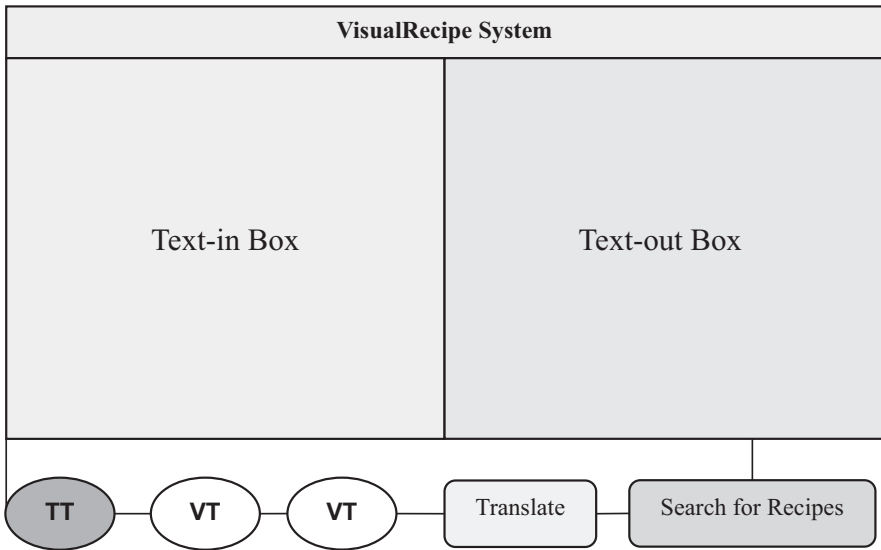 VisualRecipe System
Text-in Box
Text-out Box
TT
VT
VT
Translate
Search for Recipes